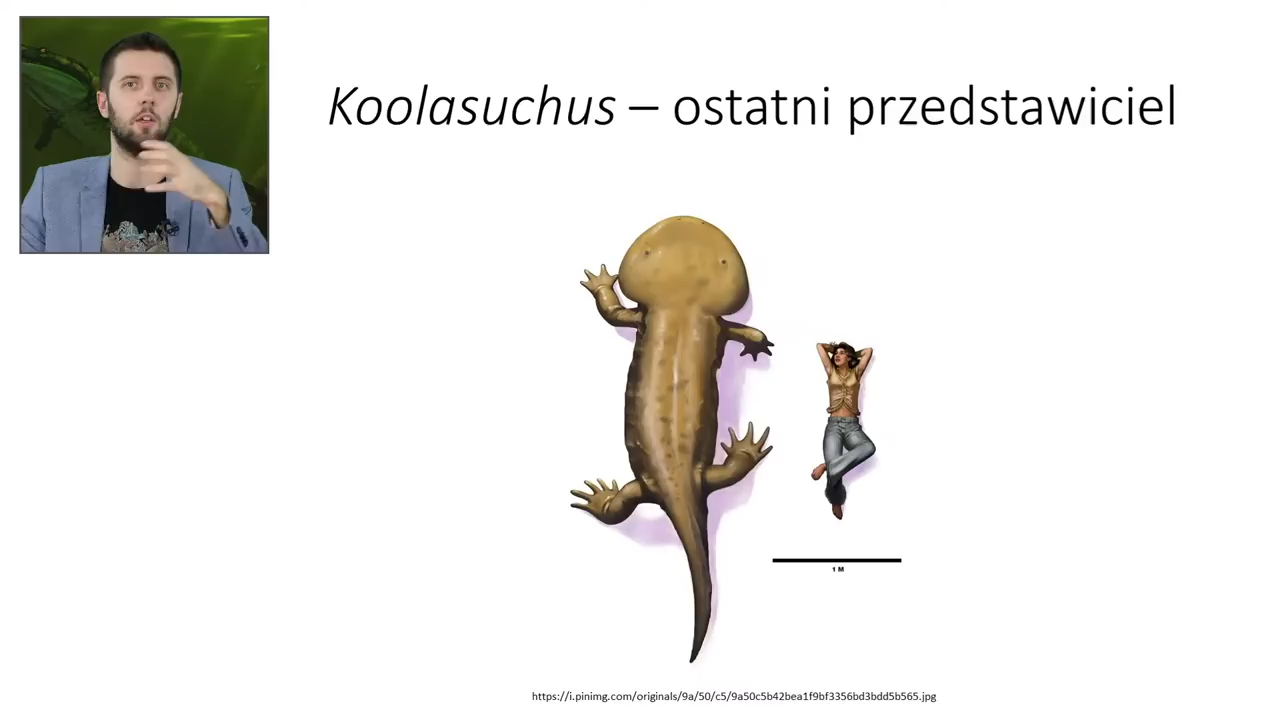 Koolasuchus – ostatni przedstawiciel
1 M
https://i.pinimg.com/originals/9a/50/c5/9a50c5b42bea1f9bf3356bd3bdd5b565.jpg